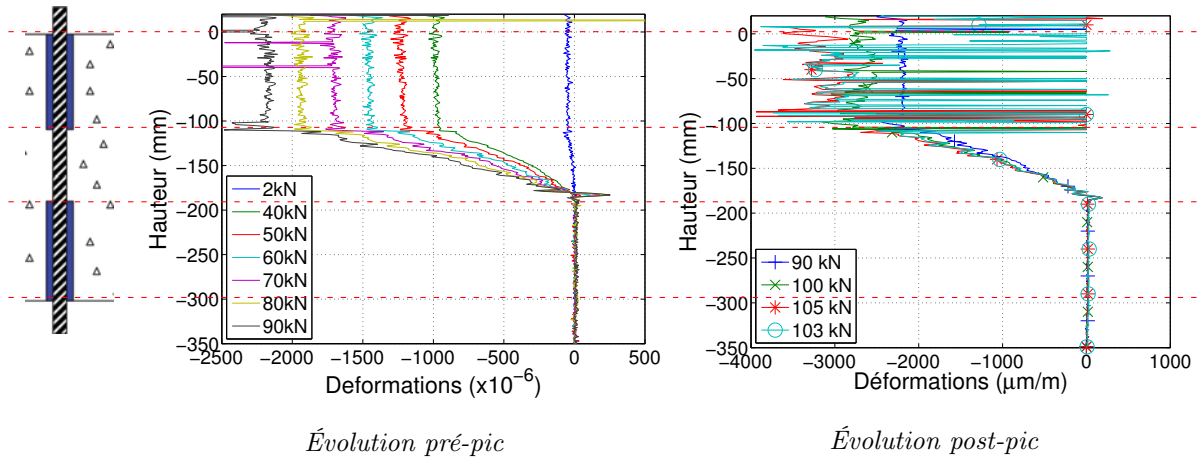 0
−50
−100
−150
−200
−250
−300
−350
Hauteur (mm)
−2500 −2000 −1500 −1000 −500 0 500
Deformations (x10⁻⁶)
2kN
40kN
50kN
60kN
70kN
80kN
90kN
Évolution pré-pic
0
−50
−100
−150
−200
−250
−300
−350
Hauteur (mm)
−4000 −3000 −2000 −1000 0 1000
Déformations (μm/m)
90 kN
100 kN
105 kN
103 kN
Évolution post-pic